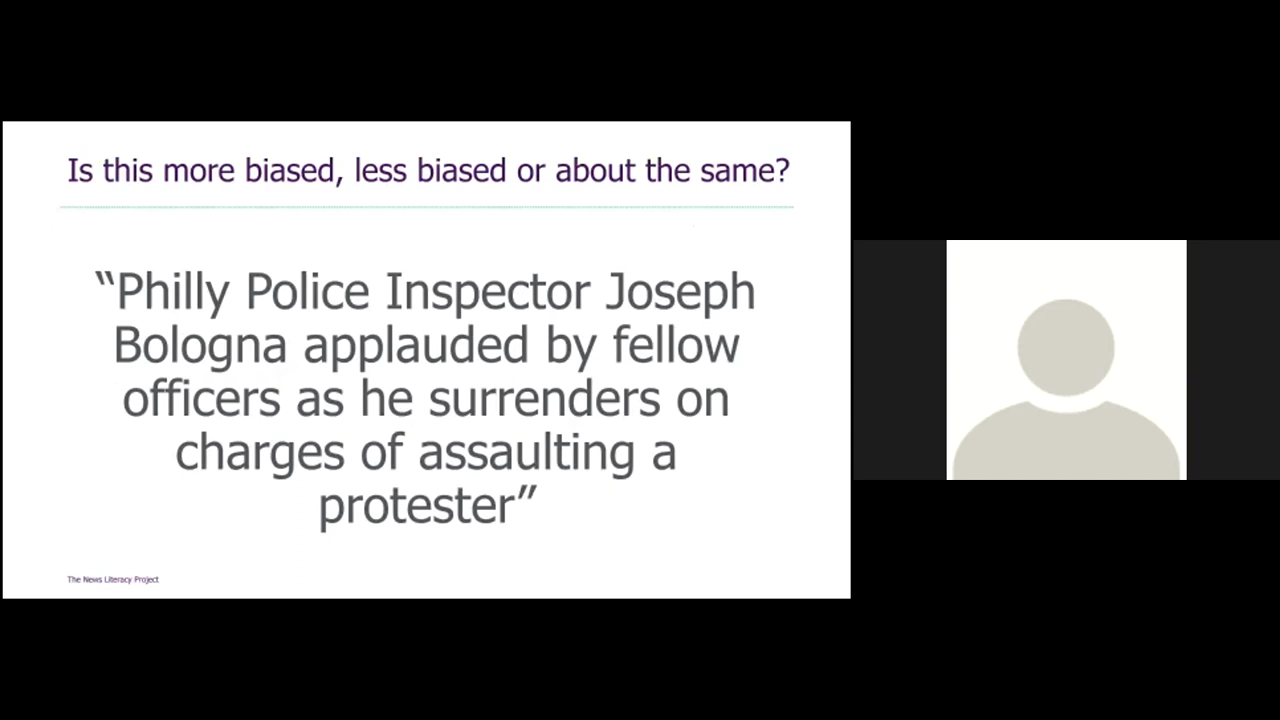 Is this more biased, less biased or about the same?
“Philly Police Inspector Joseph
Bologna applauded by fellow
officers as he surrenders on
charges of assaulting a
protester”
The News Literacy Project